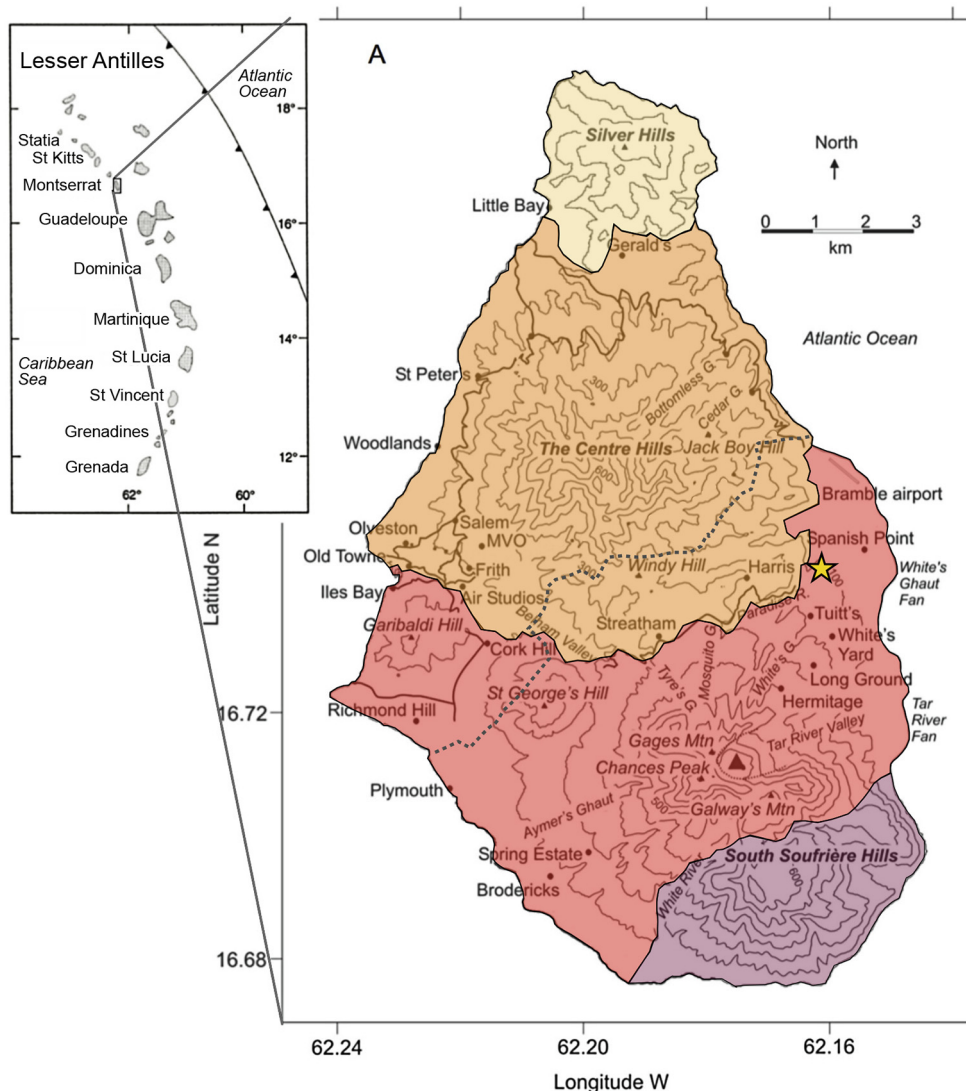 Lesser Antilles
Atlantic
Ocean
18°
Statia
St Kitts
Montserrat
Guadeloupe
16°
Dominica
Martinique
14°
St Lucia
Caribbean
Sea
St Vincent
Grenadines
12°
Grenada
62°
60°
A
Silver Hills
North
Little Bay
0 1 2 3
km
Gerald's
Atlantic Ocean
St Peter's
300
Bottomless G.
Cedar G.
Woodlands
The Centre Hills
Jack Boy Hill
600
Bramble airport
Olveston
Salem
MVO
Spanish Point
Old Towne
Frith
300
Windy Hill
Harris
100
White's
Ghaut
Fan
Iles Bay
Air Studios
Paradise R.
Garibaldi Hill
Belham Valley
Streatham
Tuitt's
Cork Hill
White's
Yard
Tyre's G.
Mosquito G.
White's G.
Long Ground
St George's Hill
Hermitage
Richmond Hill
Tar
River
Fan
Tar River Valley
Gages Mtn
Chances Peak
Plymouth
500
Galway's Mtn
Aymer's Ghaut
Spring Estate
South Soufrière Hills
Brodericks
White River
600
Latitude N
16.72
16.68
62.24
62.20
62.16
Longitude W